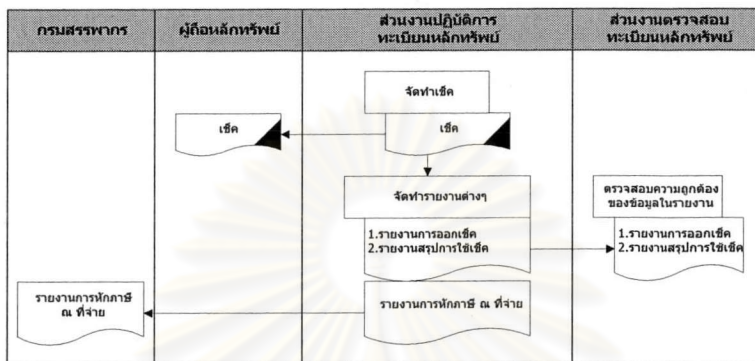 กรมสรรพากร
ผู้ถือหลักทรัพย์
ส่วนงานปฏิบัติการ
ทะเบียนหลักทรัพย์
ส่วนงานตรวจสอบ
ทะเบียนหลักทรัพย์
จัดทำเช็ค
เช็ค
เช็ค
จัดทำรายงานต่างๆ
1.รายงานการออกเช็ค
2.รายงานสรุปการใช้เช็ค
ตรวจสอบความถูกต้อง
ของข้อมูลในรายงาน
1.รายงานการออกเช็ค
2.รายงานสรุปการใช้เช็ค
รายงานการหักภาษี
ณ ที่จ่าย
รายงานการหักภาษี ณ ที่จ่าย